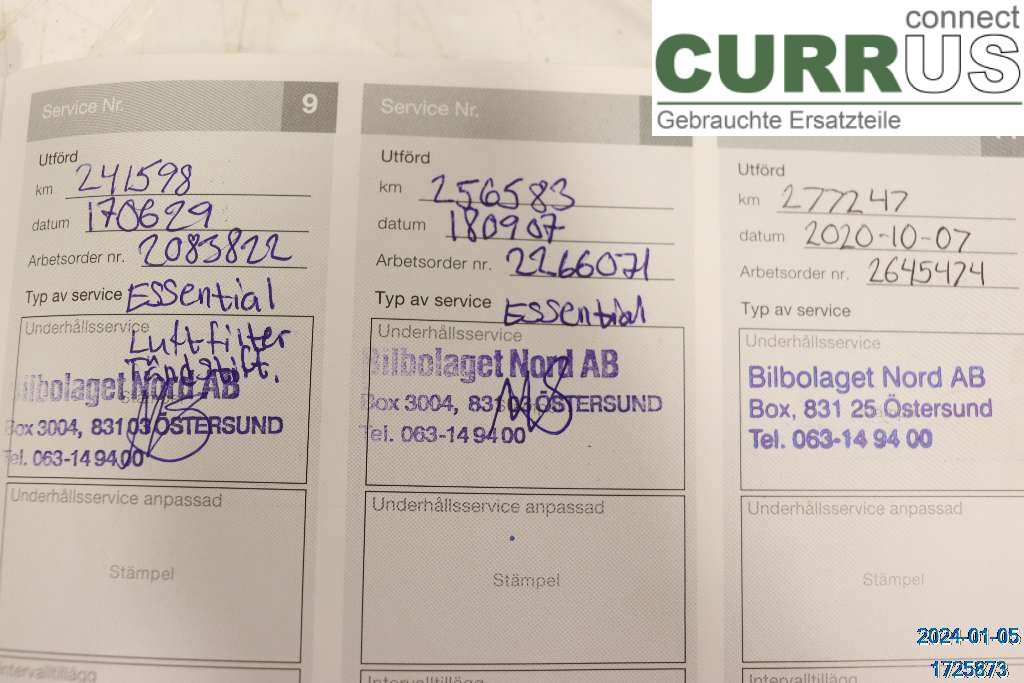 connect
CURRUS
Gebrauchte Ersatzteile
Service Nr. 9
Utförd
km 241598
datum 170629
Arbetsorder nr. 2083822
Typ av service Essential
Underhållsservice
Luftfilter
Tändstift.
Bilbolaget Nord AB
Box 3004, 831 03 ÖSTERSUND
Tel. 063-14 94 00
Underhållsservice anpassad
Stämpel
Intervalltillägg
Service Nr.
Utförd
km 256583
datum 180907
Arbetsorder nr. 2266071
Typ av service Essential
Underhållsservice
Bilbolaget Nord AB
Box 3004, 831 03 ÖSTERSUND
Tel. 063-14 94 00
Underhållsservice anpassad
Stämpel
Intervalltillägg
Utförd
km 277247
datum 2020-10-07
Arbetsorder nr. 2645474
Typ av service
Underhållsservice
Bilbolaget Nord AB
Box, 831 25 Östersund
Tel. 063-14 94 00
Underhållsservice anpassad
Stämpel
Intervalltillägg
2024-01-05
1725873